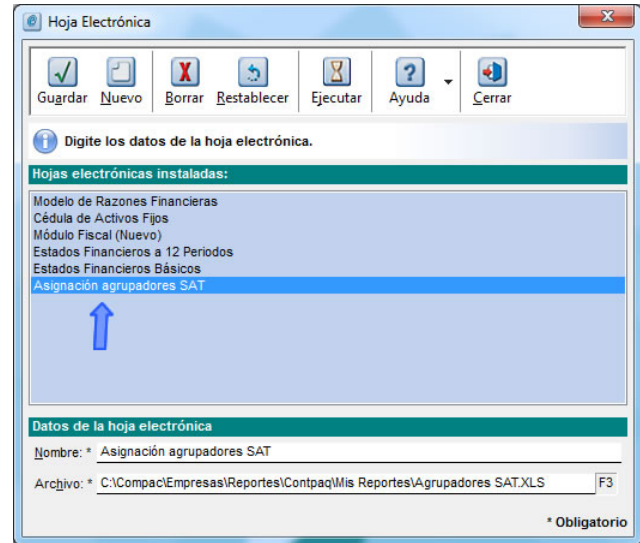 Hoja Electrónica
Guardar Nuevo Borrar Restablecer Ejecutar Ayuda Cerrar
Digite los datos de la hoja electrónica.
Hojas electrónicas instaladas:
Modelo de Razones Financieras
Cédula de Activos Fijos
Módulo Fiscal (Nuevo)
Estados Financieros a 12 Periodos
Estados Financieros Básicos
Asignación agrupadores SAT
Datos de la hoja electrónica
Nombre: * Asignación agrupadores SAT
Archivo: * C:\Compac\Empresas\Reportes\Contpaq\Mis Reportes\Agrupadores SAT.XLS F3
* Obligatorio